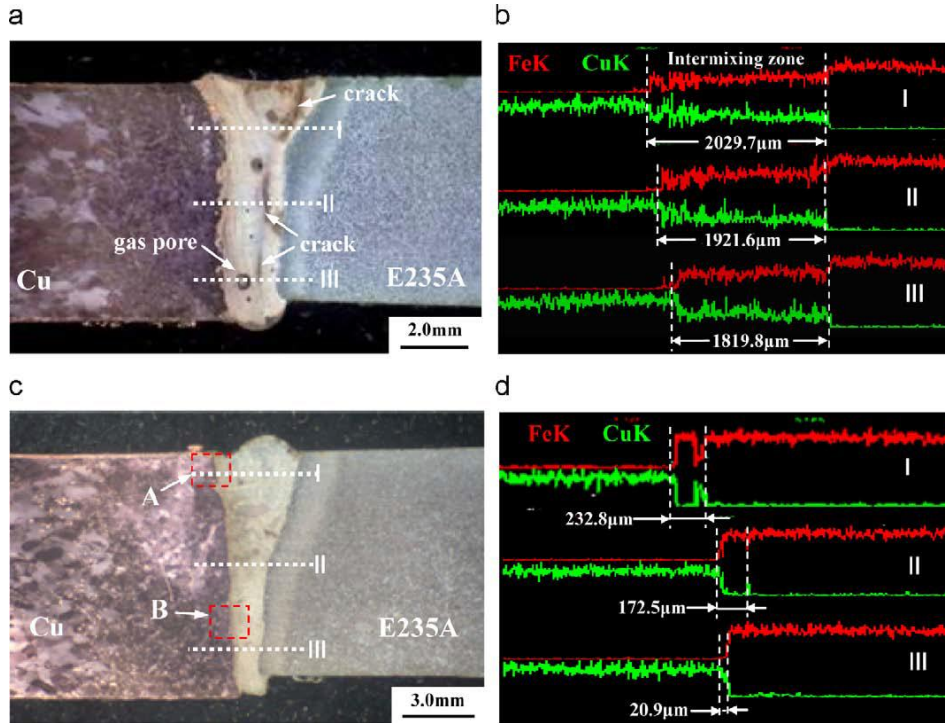 a
crack
I
II
gas pore
crack
Cu
III
E235A
2.0mm
b
FeK CuK Intermixing zone
I
2029.7μm
II
1921.6μm
III
1819.8μm
c
A
I
II
B
Cu
E235A
III
3.0mm
d
FeK CuK
I
232.8μm
II
172.5μm
III
20.9μm